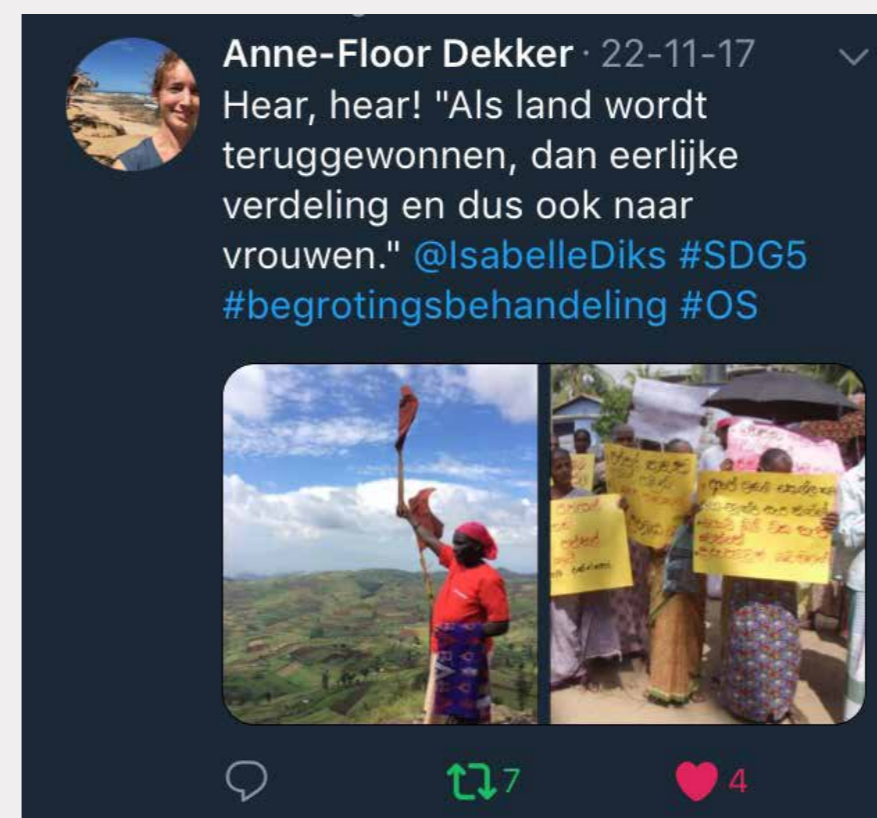 Anne-Floor Dekker · 22-11-17
Hear, hear! "Als land wordt
teruggewonnen, dan eerlijke
verdeling en dus ook naar
vrouwen." @IsabelleDiks #SDG5
#begrotingsbehandeling #OS
7
4